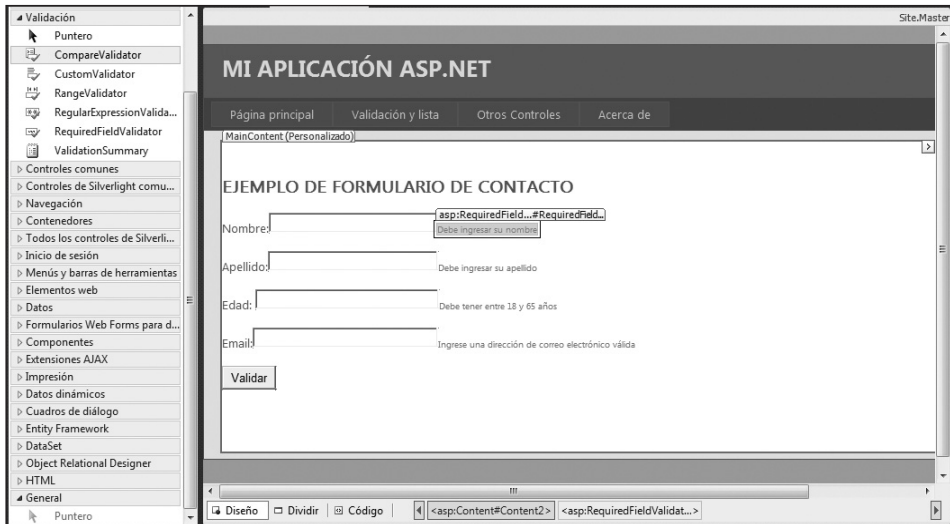 Validación
Puntero
CompareValidator
CustomValidator
RangeValidator
RegularExpressionValida...
RequiredFieldValidator
ValidationSummary
Controles comunes
Controles de Silverlight comu...
Navegación
Contenedores
Todos los controles de Silverli...
Inicio de sesión
Menús y barras de herramientas
Elementos web
Datos
Formularios Web Forms para d...
Componentes
Extensiones AJAX
Impresión
Datos dinámicos
Cuadros de diálogo
Entity Framework
DataSet
Object Relational Designer
HTML
General
Puntero
Site.Master
MI APLICACIÓN ASP.NET
Página principal Validación y lista Otros Controles Acerca de
MainContent (Personalizado)
EJEMPLO DE FORMULARIO DE CONTACTO
asp:RequiredField...#RequiredField...
Nombre: Debe ingresar su nombre
Apellido: Debe ingresar su apellido
Edad: Debe tener entre 18 y 65 años
Email: Ingrese una dirección de correo electrónico válida
Validar
Diseño Dividir Código <asp:Content#Content2> <asp:RequiredFieldValidat...>